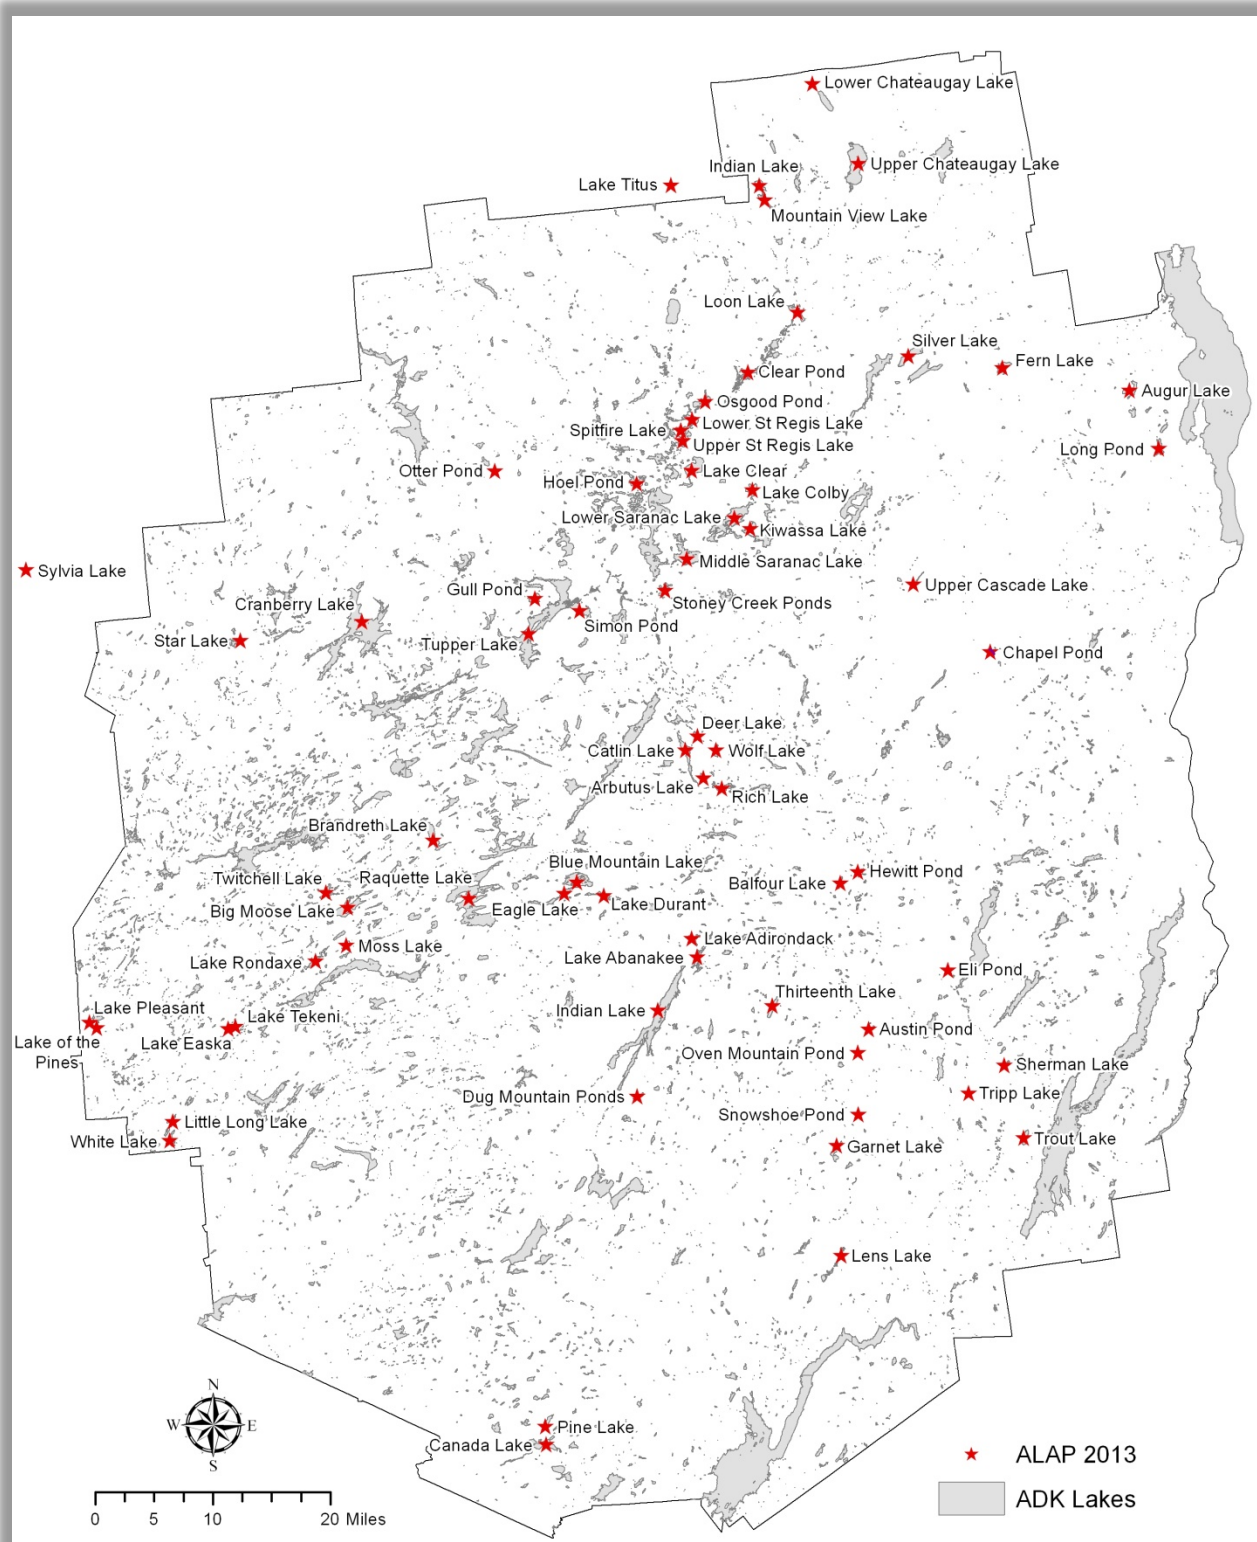 Lower Chateaugay Lake
Upper Chateaugay Lake
Indian Lake
Lake Titus
Mountain View Lake
Loon Lake
Silver Lake
Fern Lake
Clear Pond
Augur Lake
Osgood Pond
Lower St Regis Lake
Spitfire Lake
Upper St Regis Lake
Long Pond
Otter Pond
Lake Clear
Hoel Pond
Lake Colby
Lower Saranac Lake
Kiwassa Lake
Middle Saranac Lake
Sylvia Lake
Upper Cascade Lake
Gull Pond
Stoney Creek Ponds
Cranberry Lake
Simon Pond
Star Lake
Tupper Lake
Chapel Pond
Deer Lake
Catlin Lake
Wolf Lake
Arbutus Lake
Rich Lake
Brandreth Lake
Blue Mountain Lake
Hewitt Pond
Twitchell Lake
Raquette Lake
Balfour Lake
Big Moose Lake
Eagle Lake
Lake Durant
Lake Adirondack
Moss Lake
Lake Abanakee
Lake Rondaxe
Eli Pond
Thirteenth Lake
Lake Pleasant
Indian Lake
Lake Tekeni
Austin Pond
Lake of the
Pines
Lake Easka
Oven Mountain Pond
Sherman Lake
Dug Mountain Ponds
Tripp Lake
Little Long Lake
Snowshoe Pond
White Lake
Trout Lake
Garnet Lake
Lens Lake
N
W E
S
Pine Lake
Canada Lake
ALAP 2013
ADK Lakes
0 5 10 20 Miles